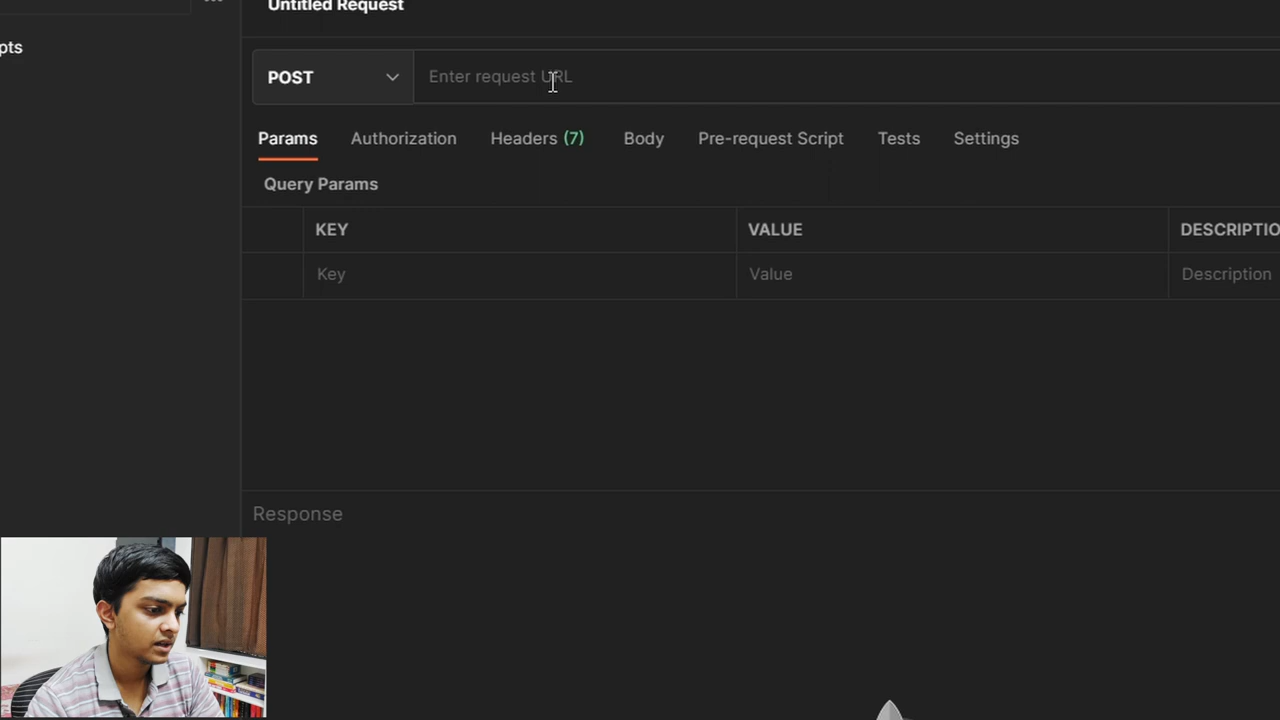 Untitled Request
pts
POST
Enter request URL
Params Authorization Headers (7) Body Pre-request Script Tests Settings
Query Params
KEY VALUE DESCRIPTIO
Key Value Description
Response